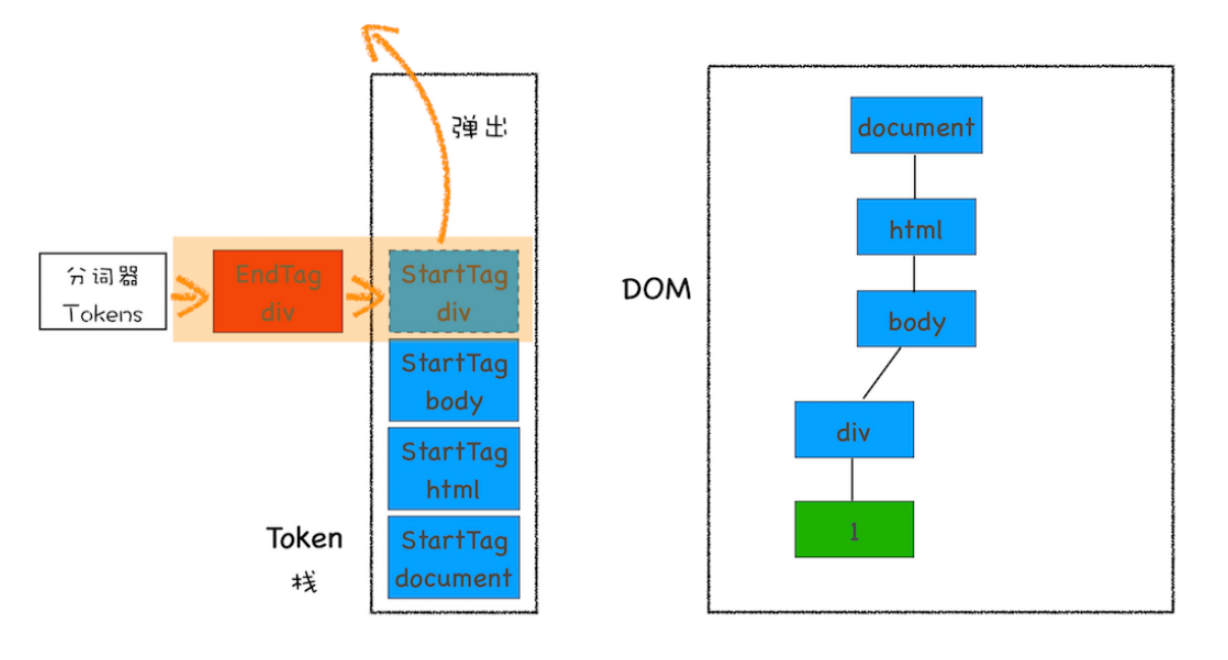 弹出
分词器
Tokens
EndTag
div
StartTag
div
StartTag
body
StartTag
html
StartTag
document
Token
栈
DOM
document
html
body
div
1